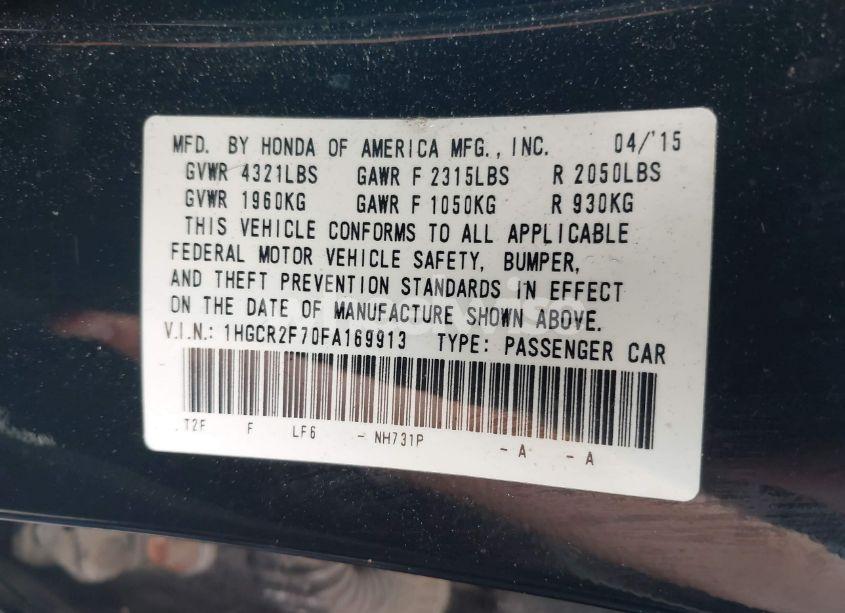 MFD. BY HONDA OF AMERICA MFG., INC. 04/'15
GVWR 4321LBS GAWR F 2315LBS R 2050LBS
GVWR 1960KG GAWR F 1050KG R 930KG
THIS VEHICLE CONFORMS TO ALL APPLICABLE
FEDERAL MOTOR VEHICLE SAFETY, BUMPER,
AND THEFT PREVENTION STANDARDS IN EFFECT
ON THE DATE OF MANUFACTURE SHOWN ABOVE.
V.I.N.: 1HGCR2F70FA169913 TYPE: PASSENGER CAR
T2F F LF6 - NH731P - A - A